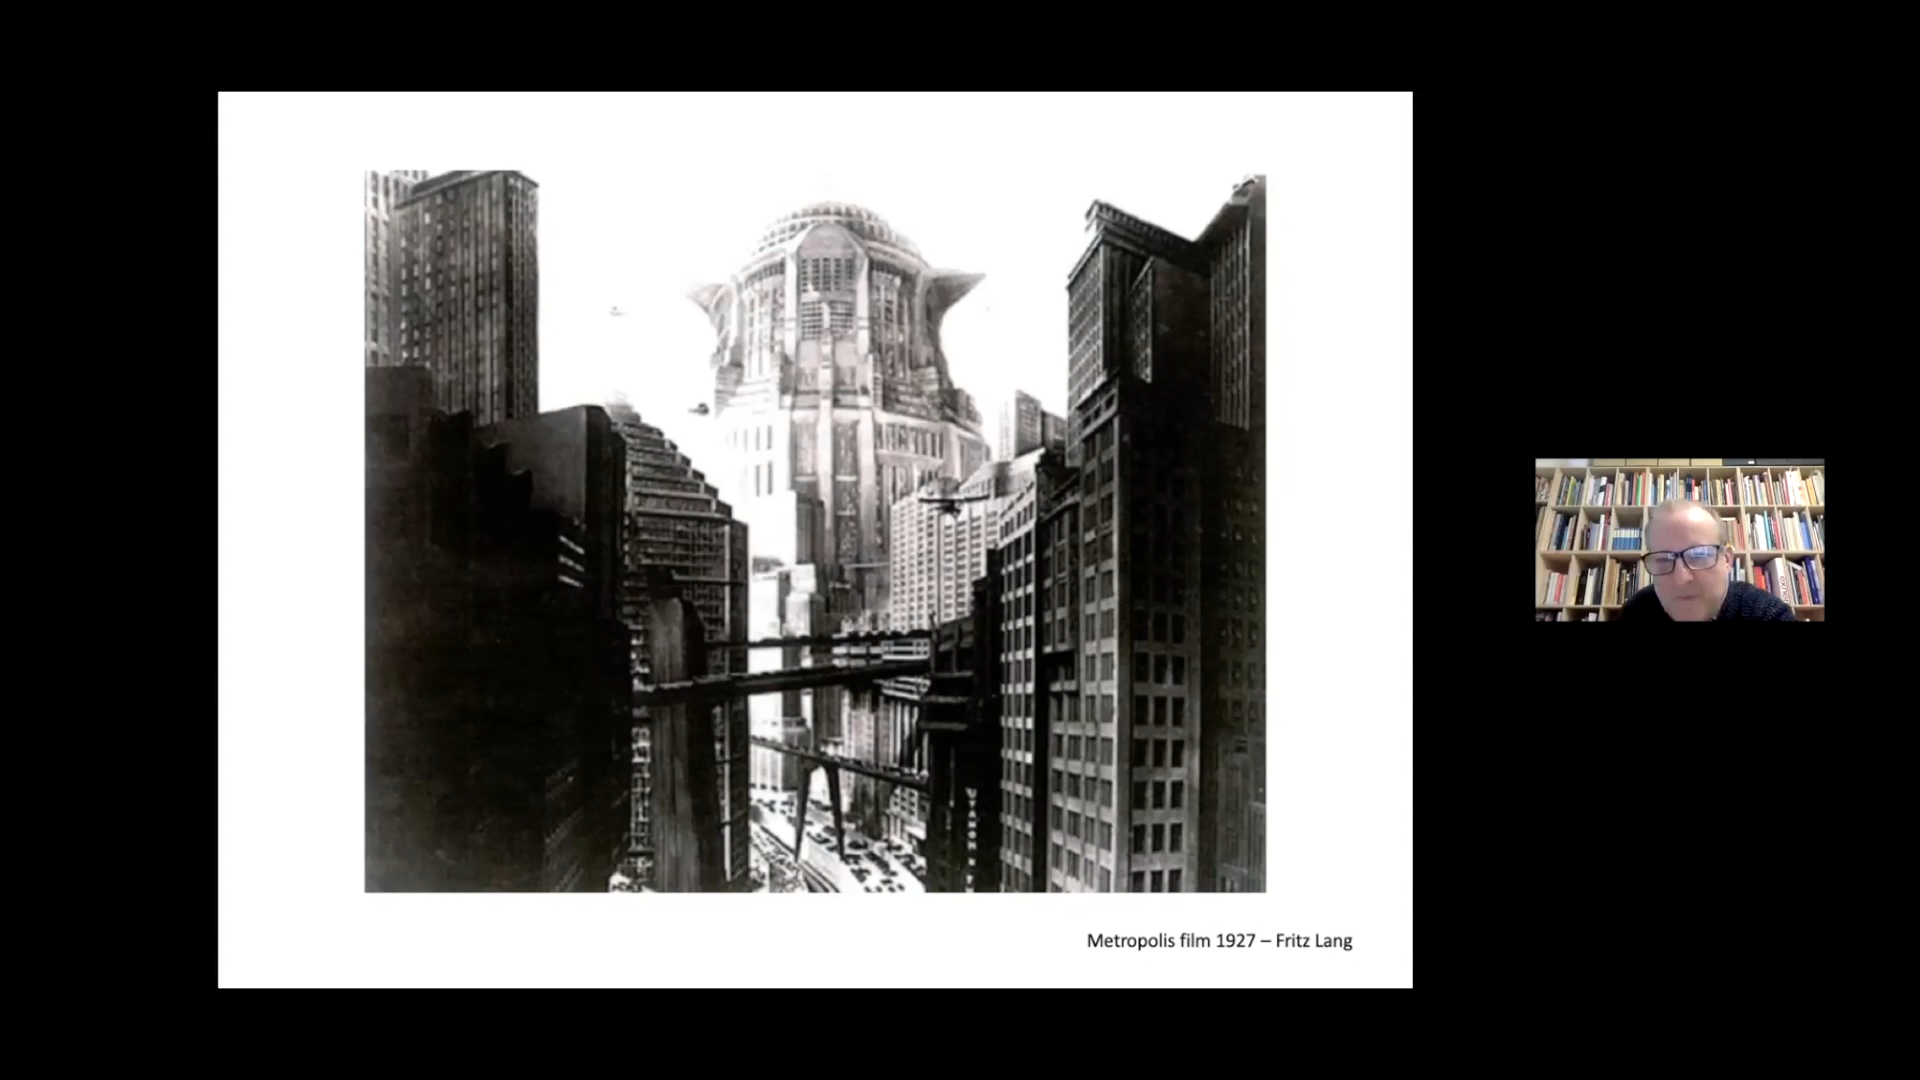 Metropolis film 1927 – Fritz Lang